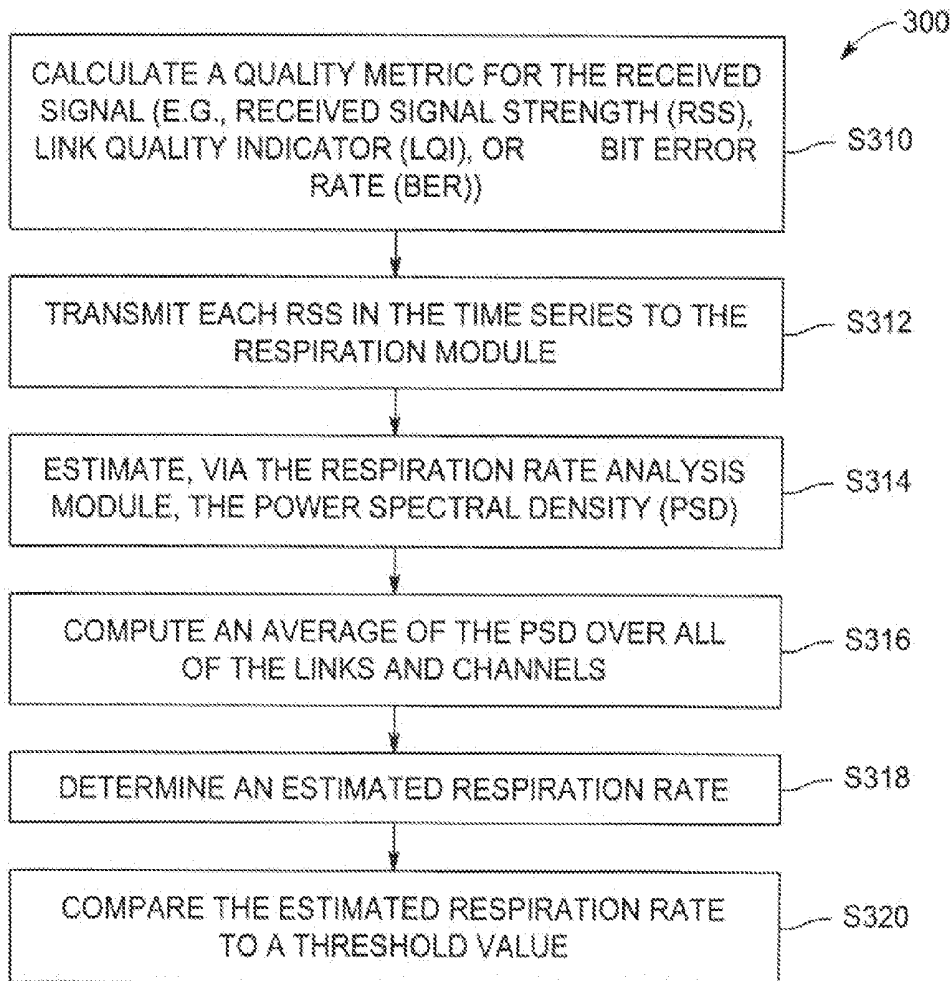 300
CALCULATE A QUALITY METRIC FOR THE RECEIVED
SIGNAL (E.G., RECEIVED SIGNAL STRENGTH (RSS),
LINK QUALITY INDICATOR (LQI), OR BIT ERROR
RATE (BER))
S310
TRANSMIT EACH RSS IN THE TIME SERIES TO THE
RESPIRATION MODULE
S312
ESTIMATE, VIA THE RESPIRATION RATE ANALYSIS
MODULE, THE POWER SPECTRAL DENSITY (PSD)
S314
COMPUTE AN AVERAGE OF THE PSD OVER ALL
OF THE LINKS AND CHANNELS
S316
DETERMINE AN ESTIMATED RESPIRATION RATE
S318
COMPARE THE ESTIMATED RESPIRATION RATE
TO A THRESHOLD VALUE
S320